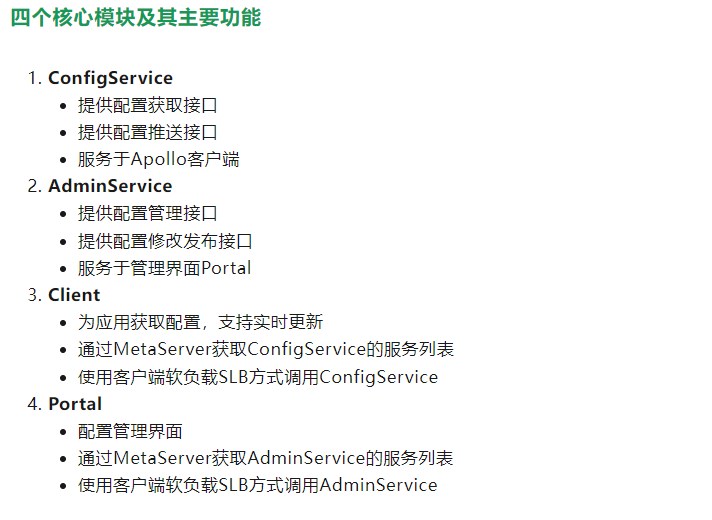 四个核心模块及其主要功能
1. ConfigService
• 提供配置获取接口
• 提供配置推送接口
• 服务于Apollo客户端
2. AdminService
• 提供配置管理接口
• 提供配置修改发布接口
• 服务于管理界面Portal
3. Client
• 为应用获取配置，支持实时更新
• 通过MetaServer获取ConfigService的服务列表
• 使用客户端软负载SLB方式调用ConfigService
4. Portal
• 配置管理界面
• 通过MetaServer获取AdminService的服务列表
• 使用客户端软负载SLB方式调用AdminService